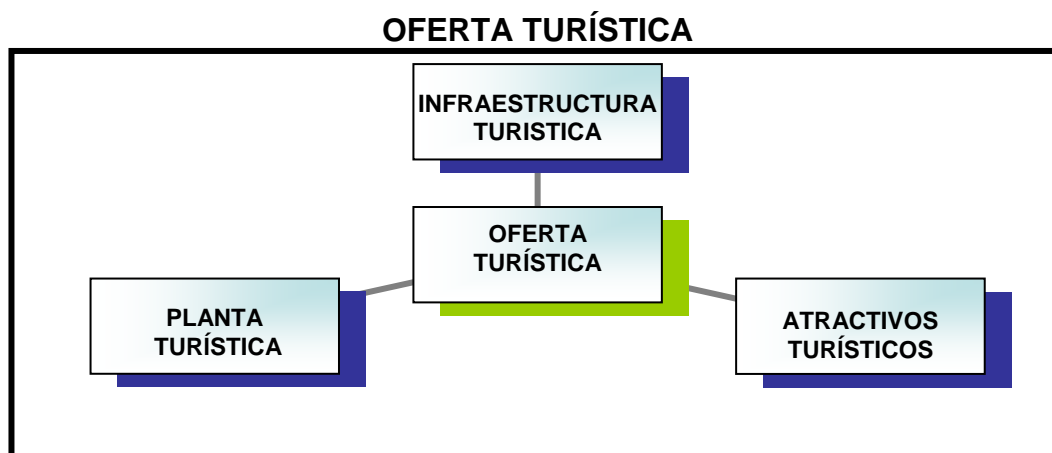 OFERTA TURÍSTICA
INFRAESTRUCTURA
TURISTICA
OFERTA
TURÍSTICA
PLANTA
TURÍSTICA
ATRACTIVOS
TURÍSTICOS